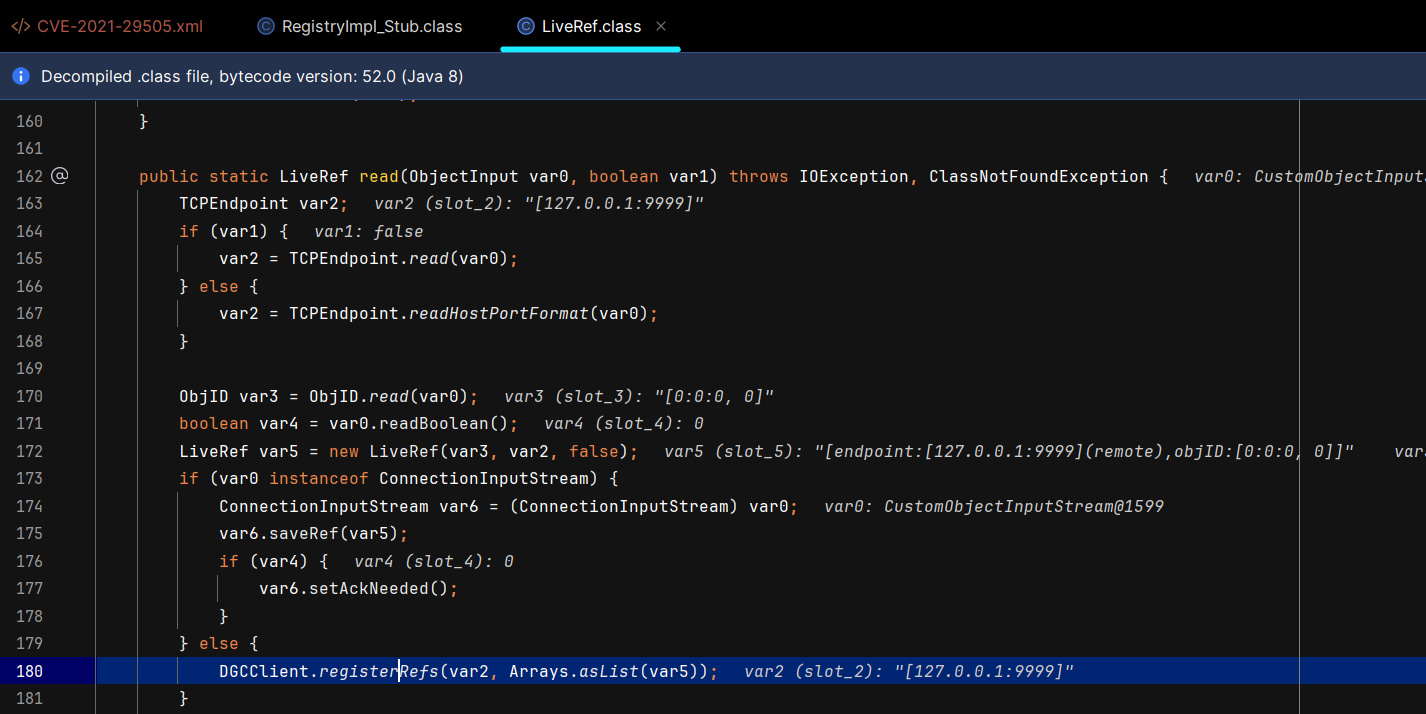 CVE-2021-29505.xml RegistryImpl_Stub.class LiveRef.class
Decompiled .class file, bytecode version: 52.0 (Java 8)
160 }
161
162 public static LiveRef read(ObjectInput var0, boolean var1) throws IOException, ClassNotFoundException { var0: CustomObjectInputS
163 TCPEndpoint var2; var2 (slot_2): "[127.0.0.1:9999]"
164 if (var1) { var1: false
165 var2 = TCPEndpoint.read(var0);
166 } else {
167 var2 = TCPEndpoint.readHostPortFormat(var0);
168 }
169
170 ObjID var3 = ObjID.read(var0); var3 (slot_3): "[0:0:0, 0]"
171 boolean var4 = var0.readBoolean(); var4 (slot_4): 0
172 LiveRef var5 = new LiveRef(var3, var2, false); var5 (slot_5): "[endpoint:[127.0.0.1:9999](remote),objID:[0:0:0, 0]]" var
173 if (var0 instanceof ConnectionInputStream) {
174 ConnectionInputStream var6 = (ConnectionInputStream) var0; var0: CustomObjectInputStream@1599
175 var6.saveRef(var5);
176 if (var4) { var4 (slot_4): 0
177 var6.setAckNeeded();
178 }
179 } else {
180 DGCClient.registerRefs(var2, Arrays.asList(var5)); var2 (slot_2): "[127.0.0.1:9999]"
181 }